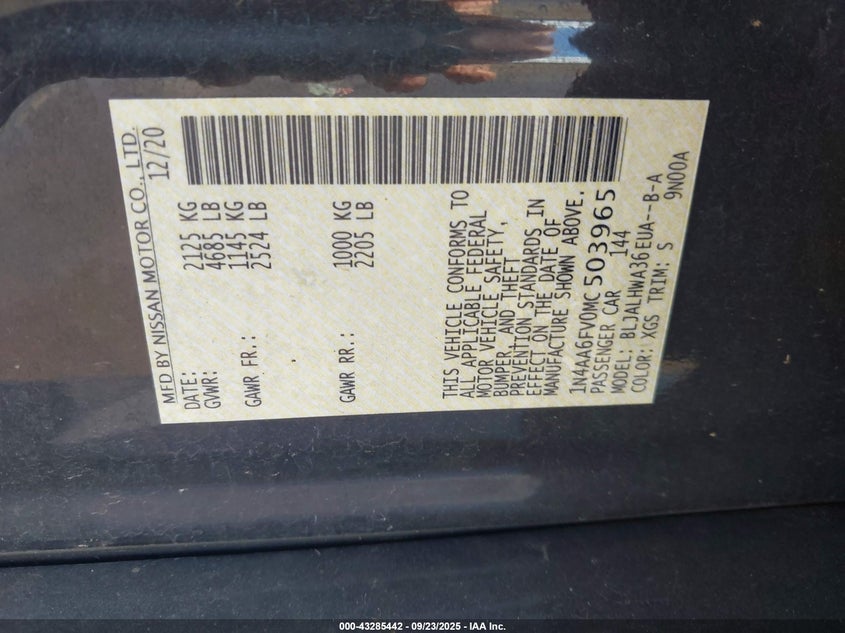 MFD BY NISSAN MOTOR CO., LTD.
DATE: 12/20
GVWR: 2125 KG
4685 LB
GAWR FR.: 1145 KG
2524 LB
GAWR RR.: 1000 KG
2205 LB
THIS VEHICLE CONFORMS TO
ALL APPLICABLE FEDERAL
MOTOR VEHICLE SAFETY,
BUMPER, AND THEFT
PREVENTION STANDARDS IN
EFFECT ON THE DATE OF
MANUFACTURE SHOWN ABOVE.
1N4AA6FV0MC503965
PASSENGER CAR 144
MODEL: BLJALHWA36EUA--B-A
COLOR: XGS TRIM: S 9N00A
000-43285442 - 09/23/2025 - IAA Inc.